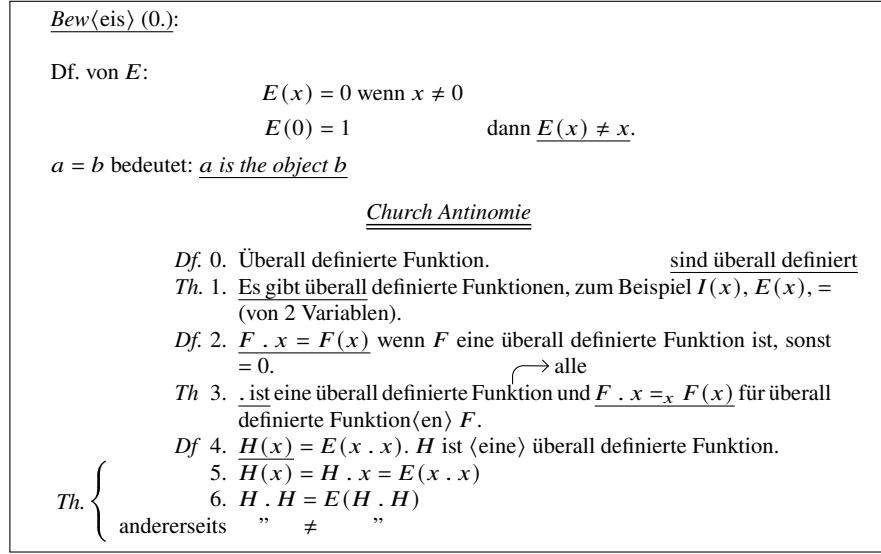 Bew⟨eis⟩ (0.):
Df. von E:
E(x) = 0 wenn x ≠ 0
E(0) = 1 dann E(x) ≠ x.
a = b bedeutet: a is the object b
Church Antinomie
Df. 0. Überall definierte Funktion. sind überall definiert
Th. 1. Es gibt überall definierte Funktionen, zum Beispiel I(x), E(x), =
(von 2 Variablen).
Df. 2. F . x = F(x) wenn F eine überall definierte Funktion ist, sonst
= 0. alle
Th 3. . ist eine überall definierte Funktion und F . x =ₓ F(x) für überall
definierte Funktion⟨en⟩ F.
Df 4. H(x) = E(x . x). H ist ⟨eine⟩ überall definierte Funktion.
5. H(x) = H . x = E(x . x)
Th. 6. H . H = E(H . H)
andererseits ” ≠ ”